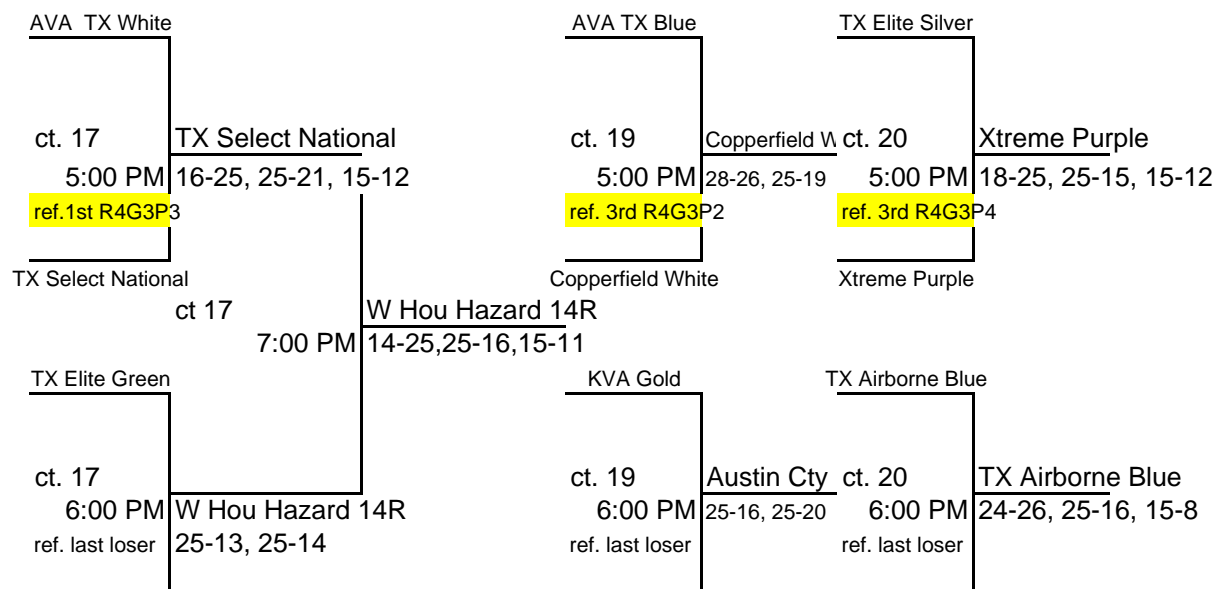 AVA  TX White
AVA TX Blue
TX Elite Silver
ct. 17
TX Select National
ct. 19
Copperfield W
ct. 20
Xtreme Purple
5:00 PM
16-25, 25-21, 15-12
5:00 PM
28-26, 25-19
5:00 PM
18-25, 25-15, 15-12
ref.1st R4G3P3
ref. 3rd R4G3P2
ref. 3rd R4G3P4
TX Select National
Copperfield White
Xtreme Purple
ct 17
W Hou Hazard 14R
7:00 PM
14-25,25-16,15-11
TX Elite Green
KVA Gold
TX Airborne Blue
ct. 17
ct. 19
Austin Cty
ct. 20
TX Airborne Blue
6:00 PM
W Hou Hazard 14R
6:00 PM
25-16, 25-20
6:00 PM
24-26, 25-16, 15-8
ref. last loser
25-13, 25-14
ref. last loser
ref. last loser